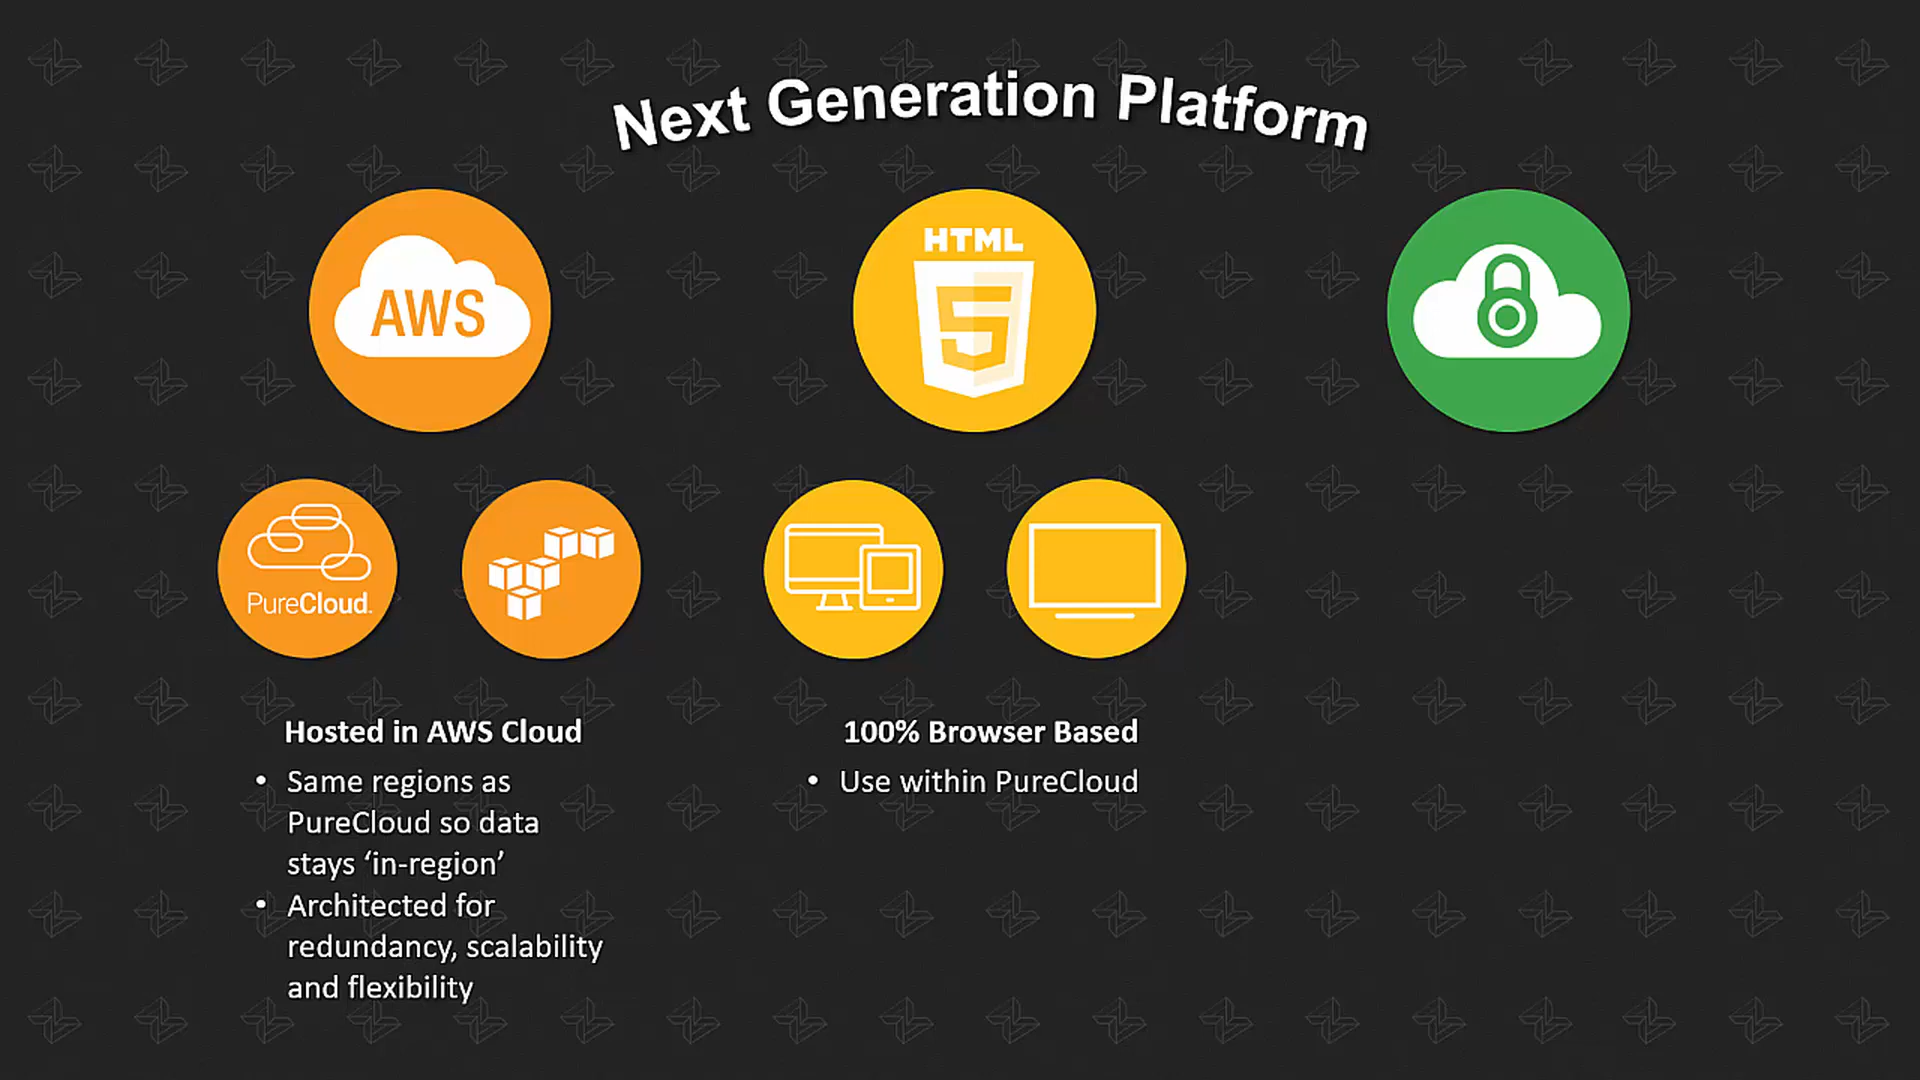 Next Generation Platform
AWS
HTML
5
PureCloud
Hosted in AWS Cloud
• Same regions as
PureCloud so data
stays ‘in-region’
• Architected for
redundancy, scalability
and flexibility
100% Browser Based
• Use within PureCloud